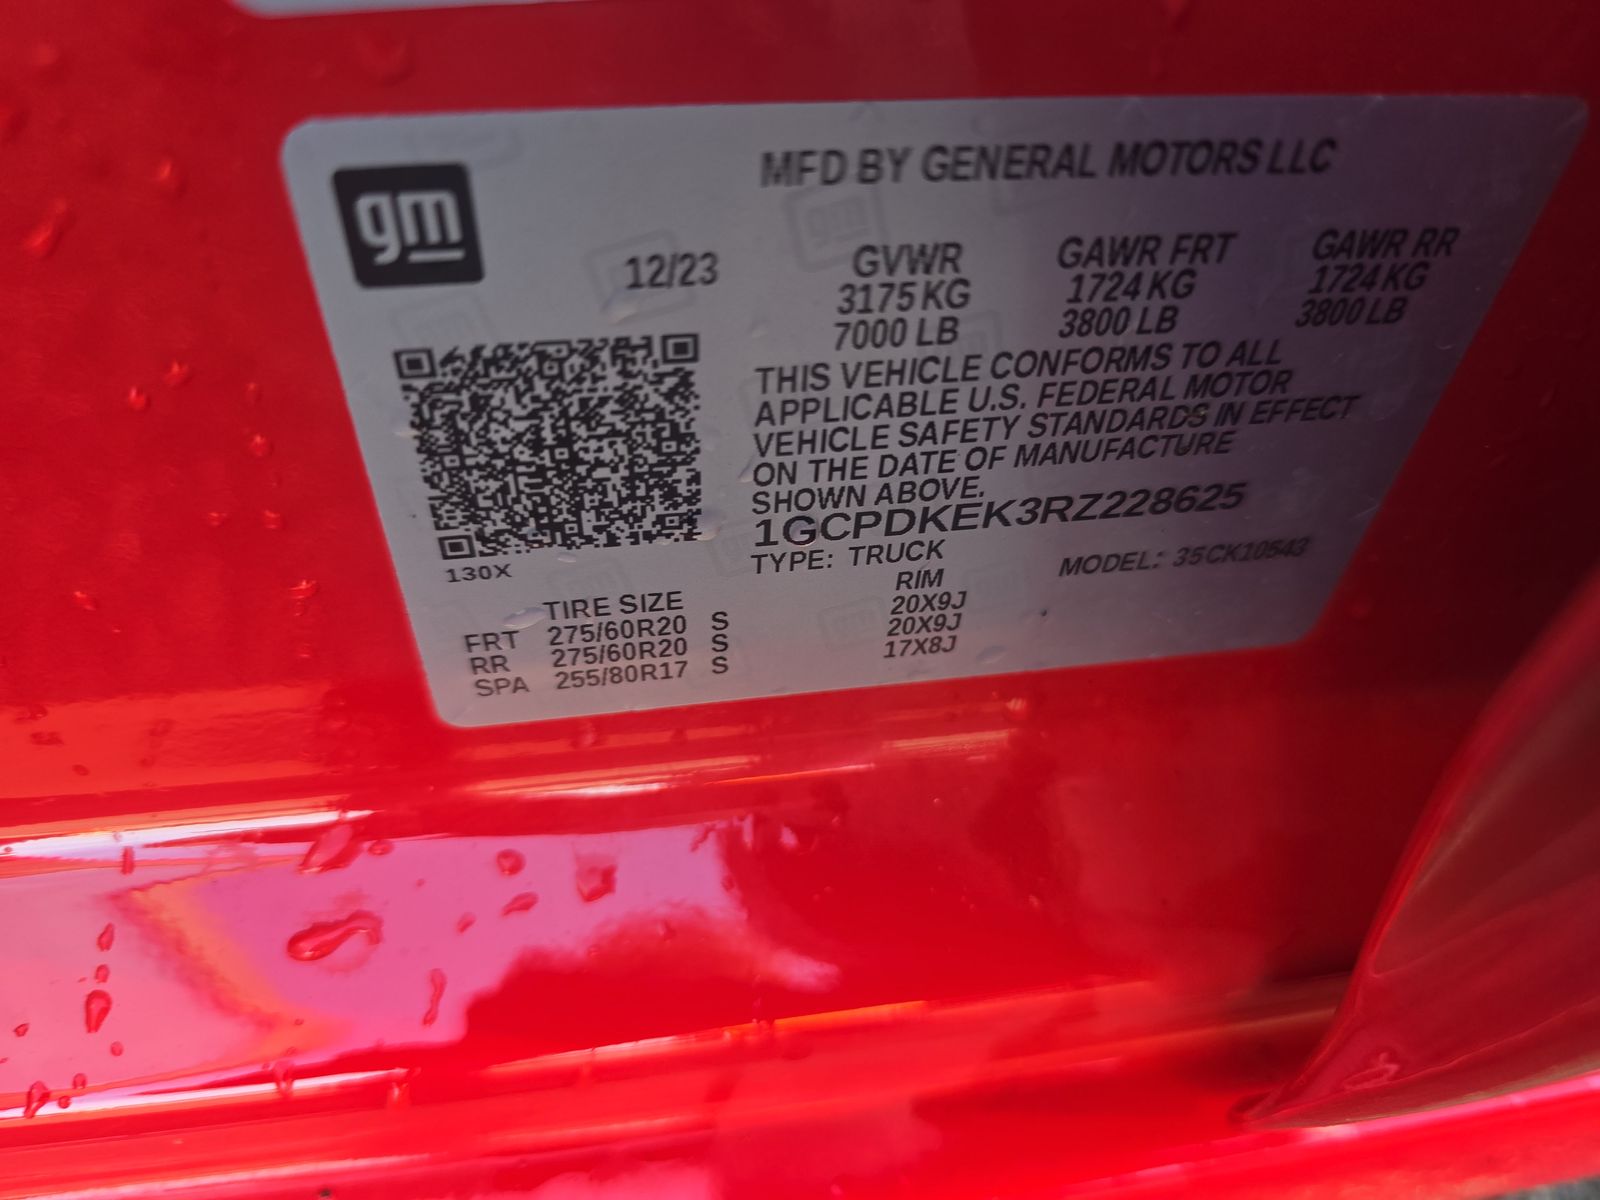 gm
MFD BY GENERAL MOTORS LLC
12/23
GVWR GAWR FRT GAWR RR
3175 KG 1724 KG 1724 KG
7000 LB 3800 LB 3800 LB
THIS VEHICLE CONFORMS TO ALL
APPLICABLE U.S. FEDERAL MOTOR
VEHICLE SAFETY STANDARDS IN EFFECT
ON THE DATE OF MANUFACTURE
SHOWN ABOVE.
1GCPDKEK3RZ228625
130X
TYPE: TRUCK MODEL: 35CK10543
TIRE SIZE RIM
FRT 275/60R20 S 20X9J
RR 275/60R20 S 20X9J
SPA 255/80R17 S 17X8J